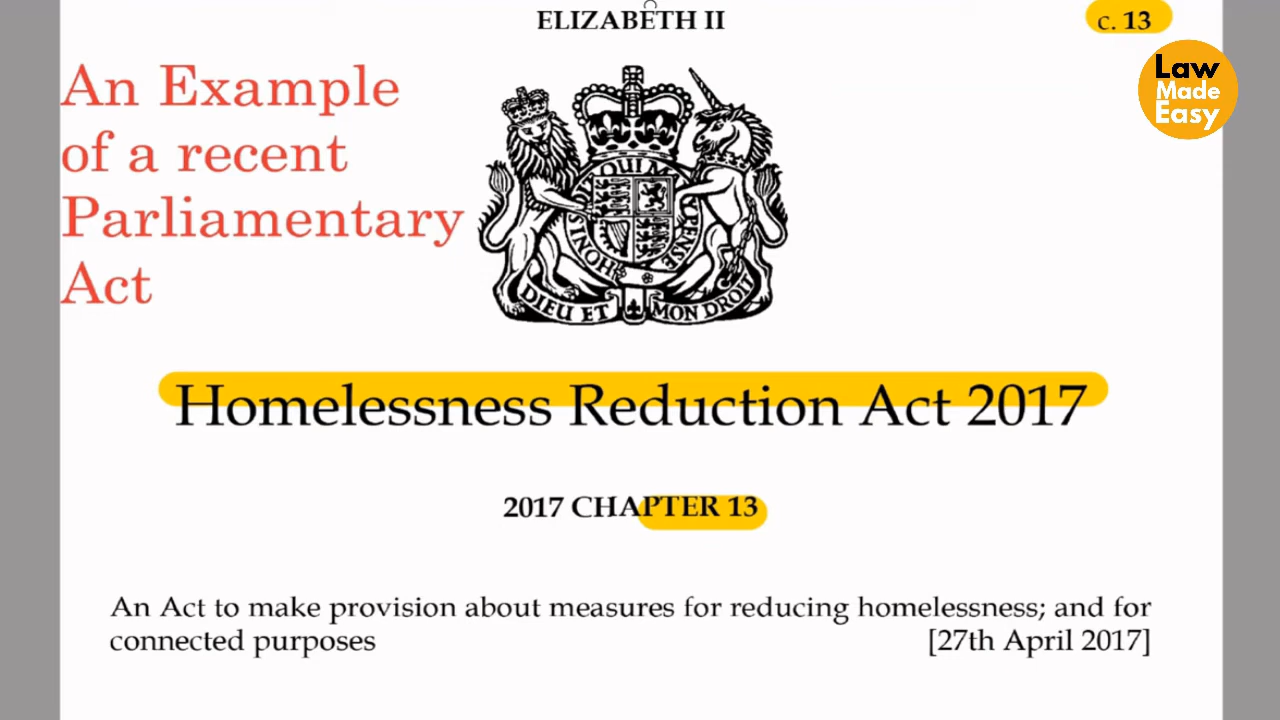 ELIZABETH II
c. 13
Law
Made
Easy
An Example
of a recent
Parliamentary
Act
DIEU ET MON DROIT
Homelessness Reduction Act 2017
2017 CHAPTER 13
An Act to make provision about measures for reducing homelessness; and for
connected purposes [27th April 2017]